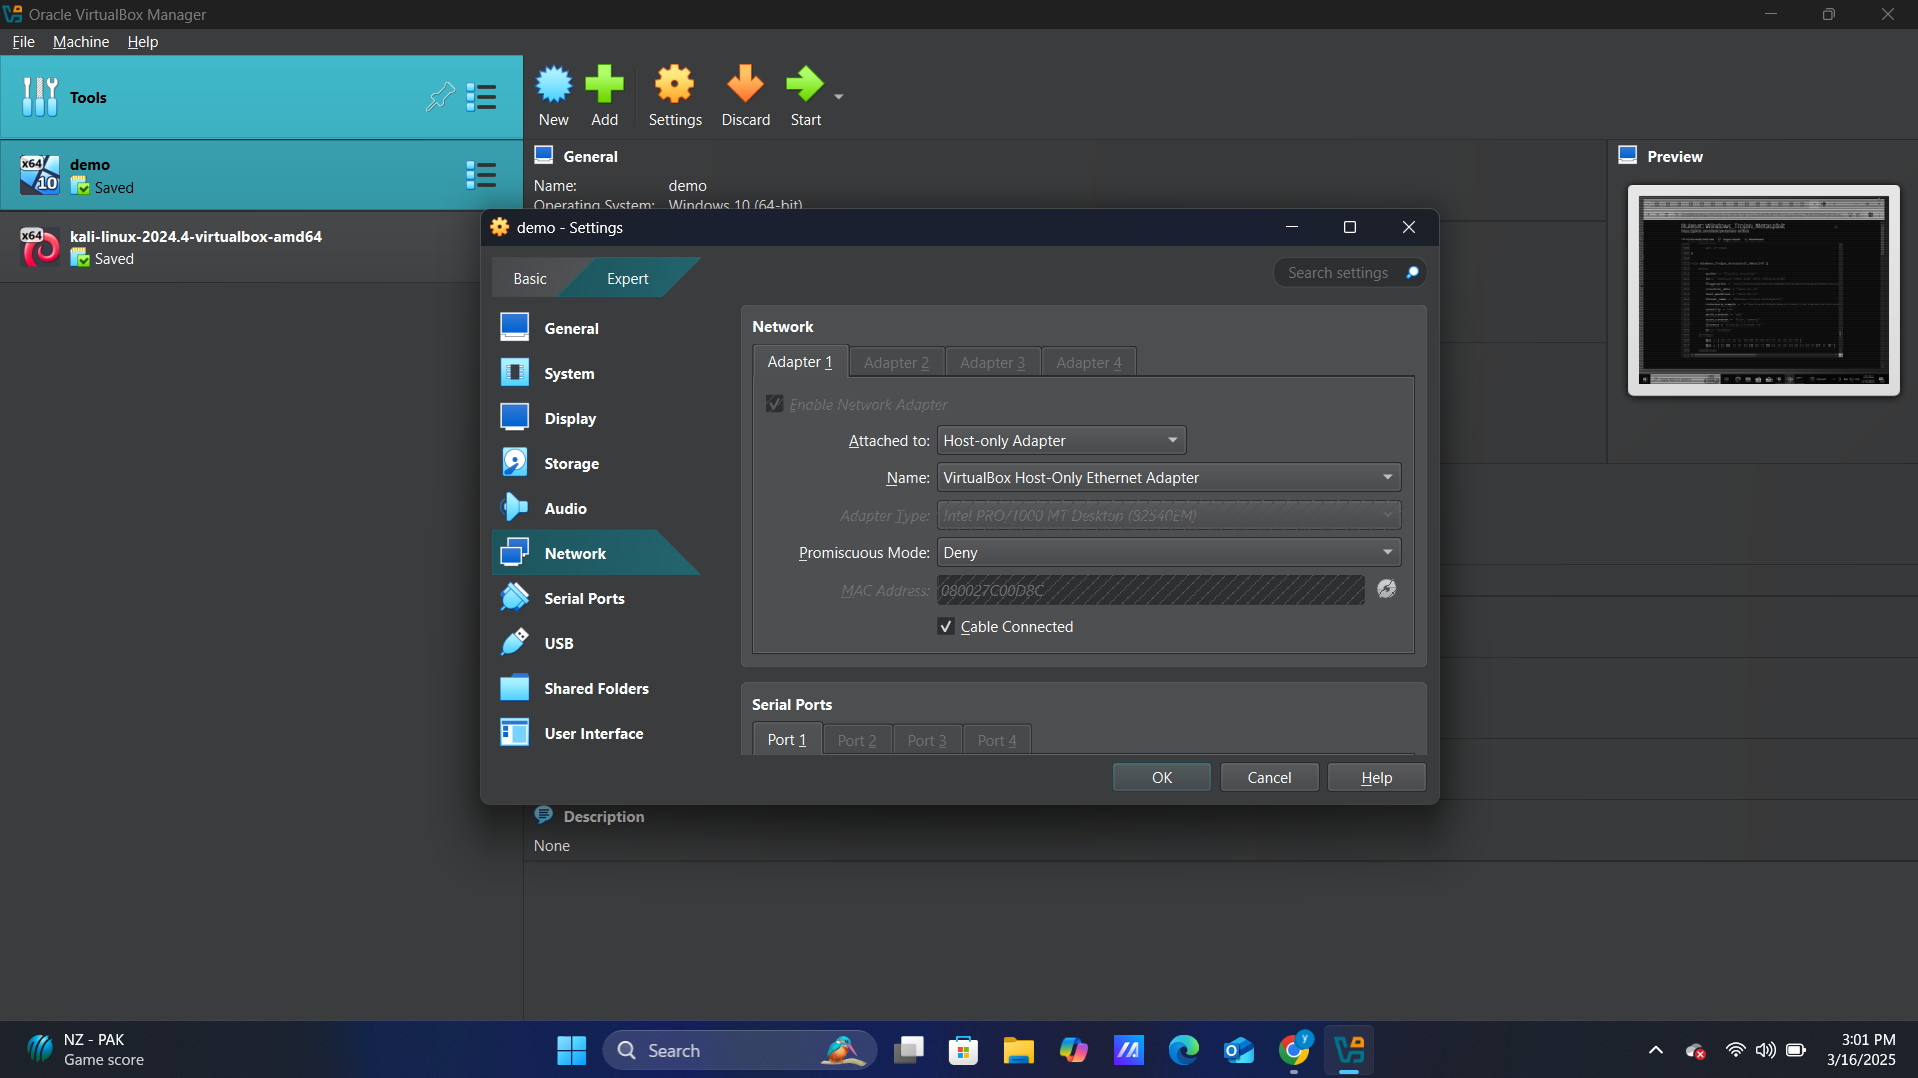 Oracle VirtualBox Manager
File Machine Help
Tools
New
Add
Settings
Discard
Start
x64
10
demo
Saved
x64
kali-linux-2024.4-virtualbox-amd64
Saved
General
Name: demo
Operating System: Windows 10 (64-bit)
Preview
Ruleset: Windows_Trojan_Metasploit
demo - Settings
Basic
Expert
Search settings
General
System
Display
Storage
Audio
Network
Serial Ports
USB
Shared Folders
User Interface
Network
Adapter 1 Adapter 2 Adapter 3 Adapter 4
Enable Network Adapter
Attached to: Host-only Adapter
Name: VirtualBox Host-Only Ethernet Adapter
Adapter Type: Intel PRO/1000 MT Desktop (82540EM)
Promiscuous Mode: Deny
MAC Address: 080027C00D8C
Cable Connected
Serial Ports
Port 1 Port 2 Port 3 Port 4
OK Cancel Help
Description
None
NZ - PAK
Game score
Search
y
3:01 PM
3/16/2025